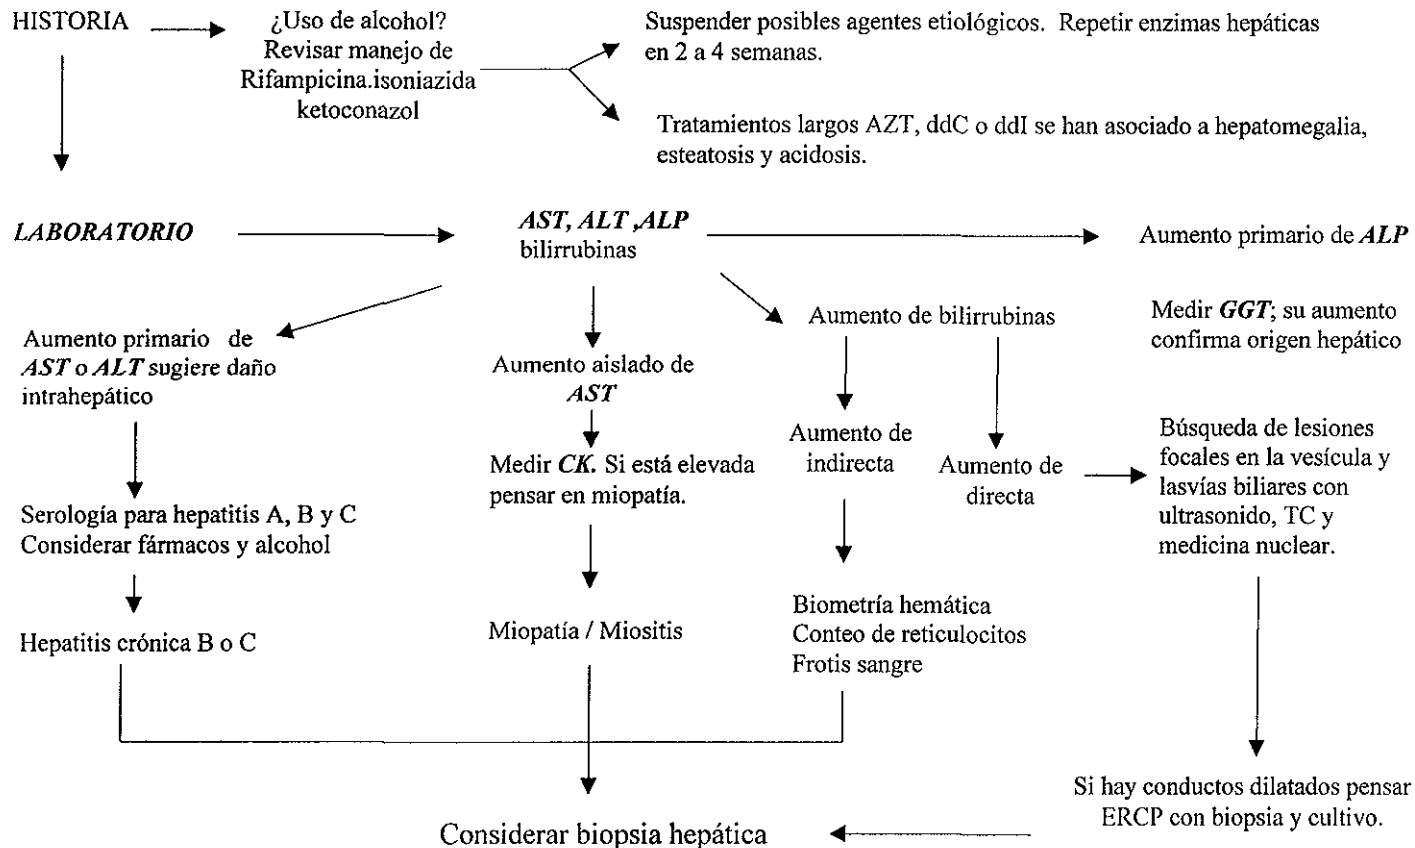 HISTORIA
¿Uso de alcohol?
Revisar manejo de
Rifampicina.isoniazida
ketoconazol
Suspender posibles agentes etiológicos. Repetir enzimas hepáticas
en 2 a 4 semanas.
Tratamientos largos AZT, ddC o ddI se han asociado a hepatomegalia,
esteatosis y acidosis.
LABORATORIO
AST, ALT ,ALP
bilirrubinas
Aumento primario de ALP
Medir GGT; su aumento
confirma origen hepático
Aumento primario de
AST o ALT sugiere daño
intrahepático
Serología para hepatitis A, B y C
Considerar fármacos y alcohol
Hepatitis crónica B o C
Aumento aislado de
AST
Medir CK. Si está elevada
pensar en miopatía.
Miopatía / Miositis
Aumento de bilirrubinas
Aumento de
indirecta
Biometría hemática
Conteo de reticulocitos
Frotis sangre
Aumento de
directa
Búsqueda de lesiones
focales en la vesícula y
lasvías biliares con
ultrasonido, TC y
medicina nuclear.
Si hay conductos dilatados pensar
ERCP con biopsia y cultivo.
Considerar biopsia hepática